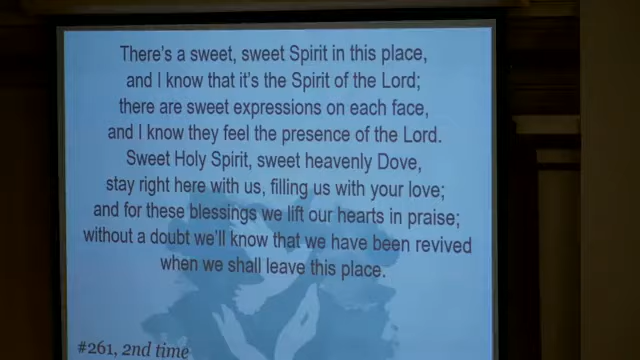 There's a sweet, sweet Spirit in this place,
and I know that it's the Spirit of the Lord;
there are sweet expressions on each face,
and I know they feel the presence of the Lord.
Sweet Holy Spirit, sweet heavenly Dove,
stay right here with us, filling us with your love;
and for these blessings we lift our hearts in praise;
without a doubt we'll know that we have been revived
when we shall leave this place.
#261, 2nd time